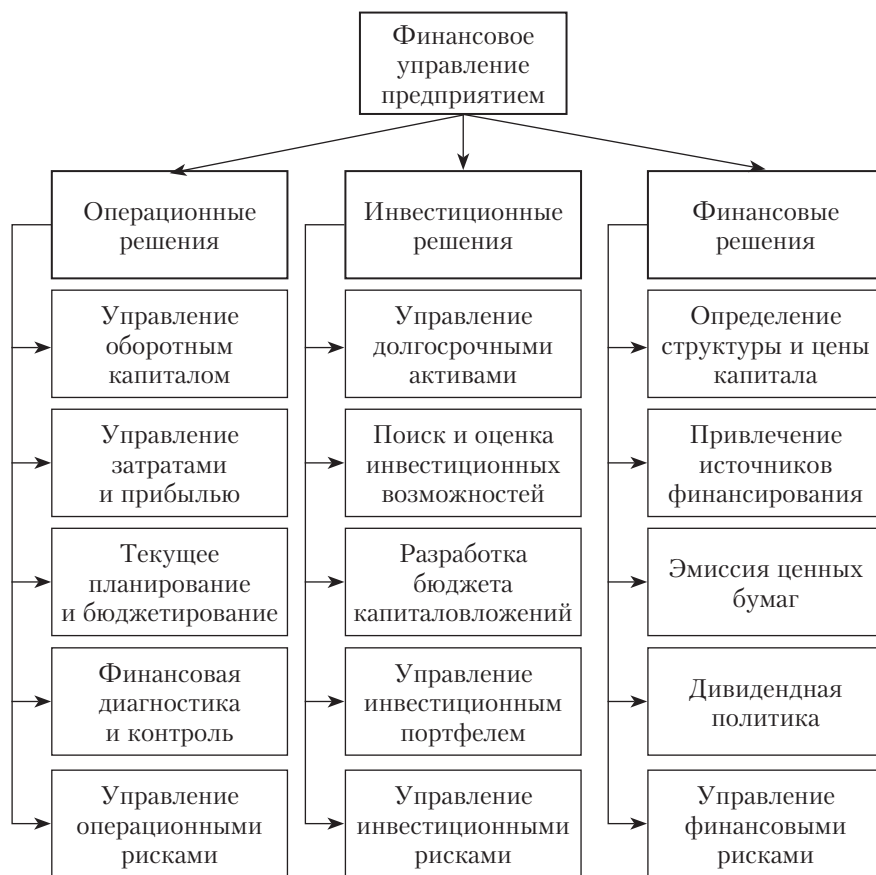 Финансовое
управление
предприятием
Операционные
решения
Управление
оборотным
капиталом
Управление
затратами
и прибылью
Текущее
планирование
и бюджетирование
Финансовая
диагностика
и контроль
Управление
операционными
рисками
Инвестиционные
решения
Управление
долгосрочными
активами
Поиск и оценка
инвестиционных
возможностей
Разработка
бюджета
капиталовложений
Управление
инвестиционным
портфелем
Управление
инвестиционными
рисками
Финансовые
решения
Определение
структуры и цены
капитала
Привлечение
источников
финансирования
Эмиссия ценных
бумаг
Дивидендная
политика
Управление
финансовыми
рисками